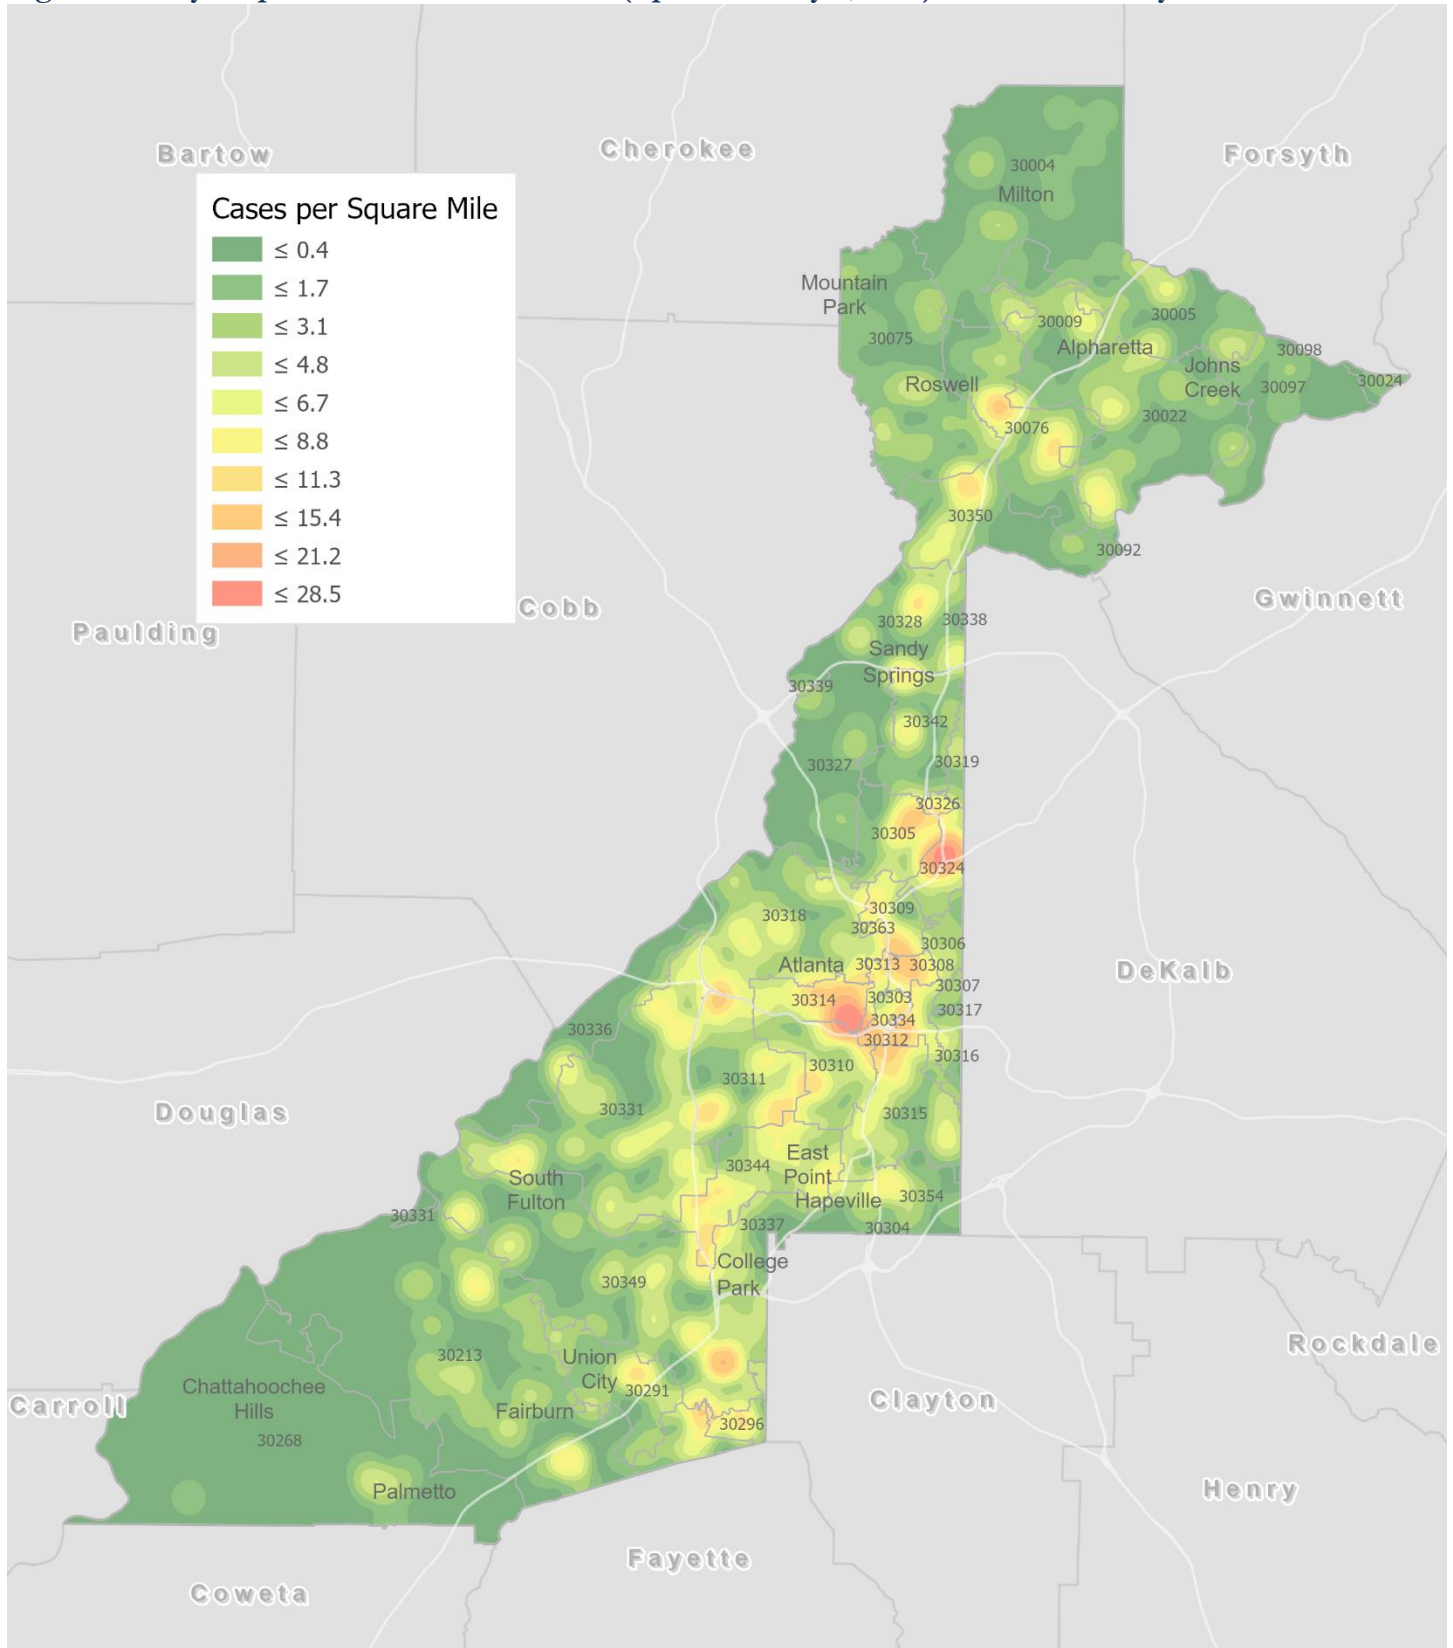 Bartow
Cherokee
Forsyth
Cases per Square Mile
≤ 0.4
≤ 1.7
≤ 3.1
≤ 4.8
≤ 6.7
≤ 8.8
≤ 11.3
≤ 15.4
≤ 21.2
≤ 28.5
30004
Milton
Mountain
Park
30075
30009
30005
Alpharetta
Johns
Creek
30098
30097
30024
Roswell
30022
30076
30350
30092
Paulding
Cobb
Gwinnett
30328
30338
Sandy
Springs
30339
30342
30327
30319
30326
30305
30324
30309
30318
30363
30306
Atlanta
30313
30308
DeKalb
30307
30314
30303
30317
30334
30336
30312
30316
30310
30311
Douglas
30331
30315
East
Point
30344
South
Fulton
Hapeville
30354
30331
30337
30304
College
Park
30349
Rockdale
30213
Union
City
30291
Chattahoochee
Hills
30268
Carroll
Fairburn
Clayton
30296
Palmetto
Henry
Fayette
Coweta